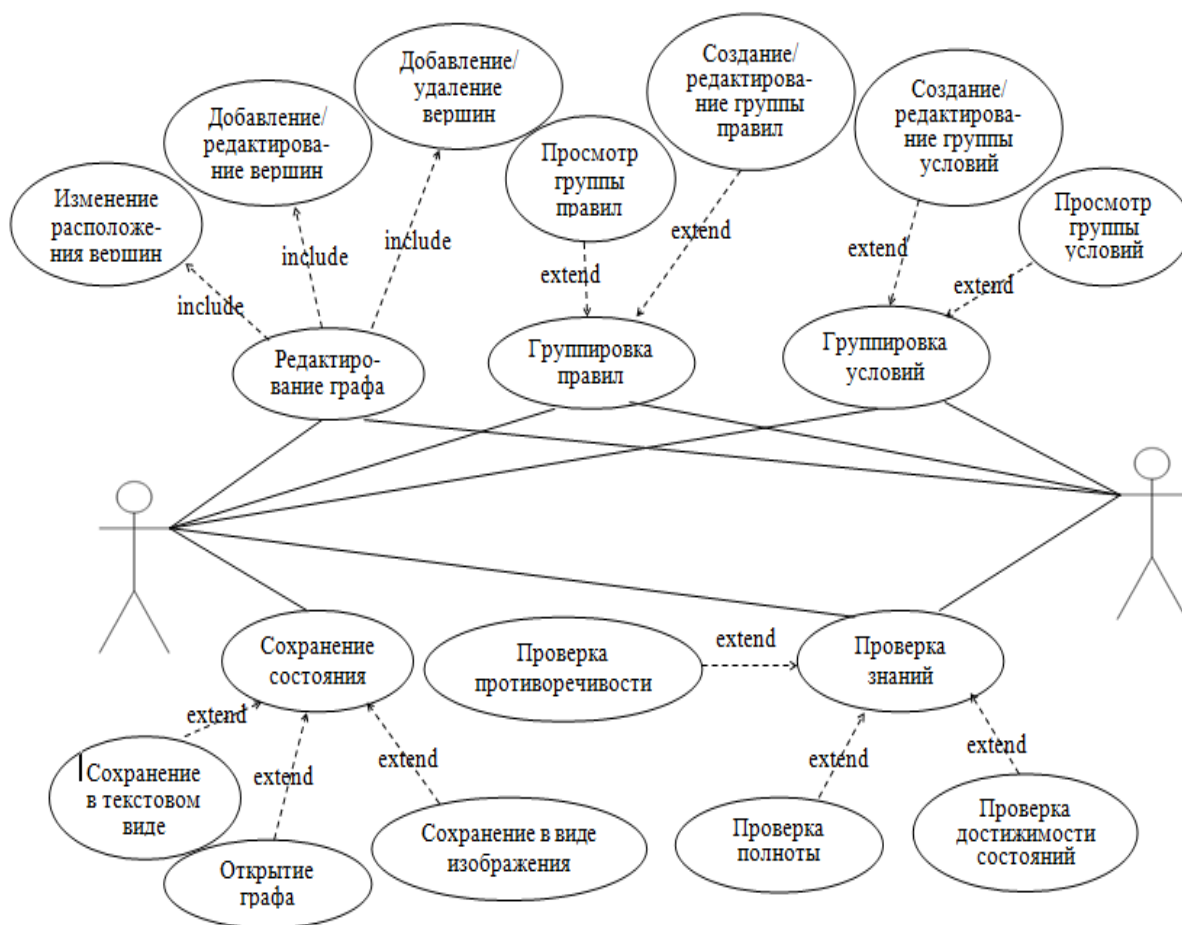 Добавление/
удаление
вершин
Создание/
редактирова-
ние группы
правил
Создание/
редактирова-
ние группы
условий
Добавление/
редактирова-
ние вершин
Просмотр
группы
правил
Изменение
расположе-
ния вершин
Просмотр
группы
условий
include
include
include
extend
extend
extend
extend
Редактиро-
вание графа
Группировка
правил
Группировка
условий
Сохранение
состояния
Проверка
противоречивости
extend
Проверка
знаний
extend
extend
extend
extend
extend
Сохранение
в текстовом
виде
Открытие
графа
Сохранение в виде
изображения
Проверка
полноты
Проверка
достижимости
состояний